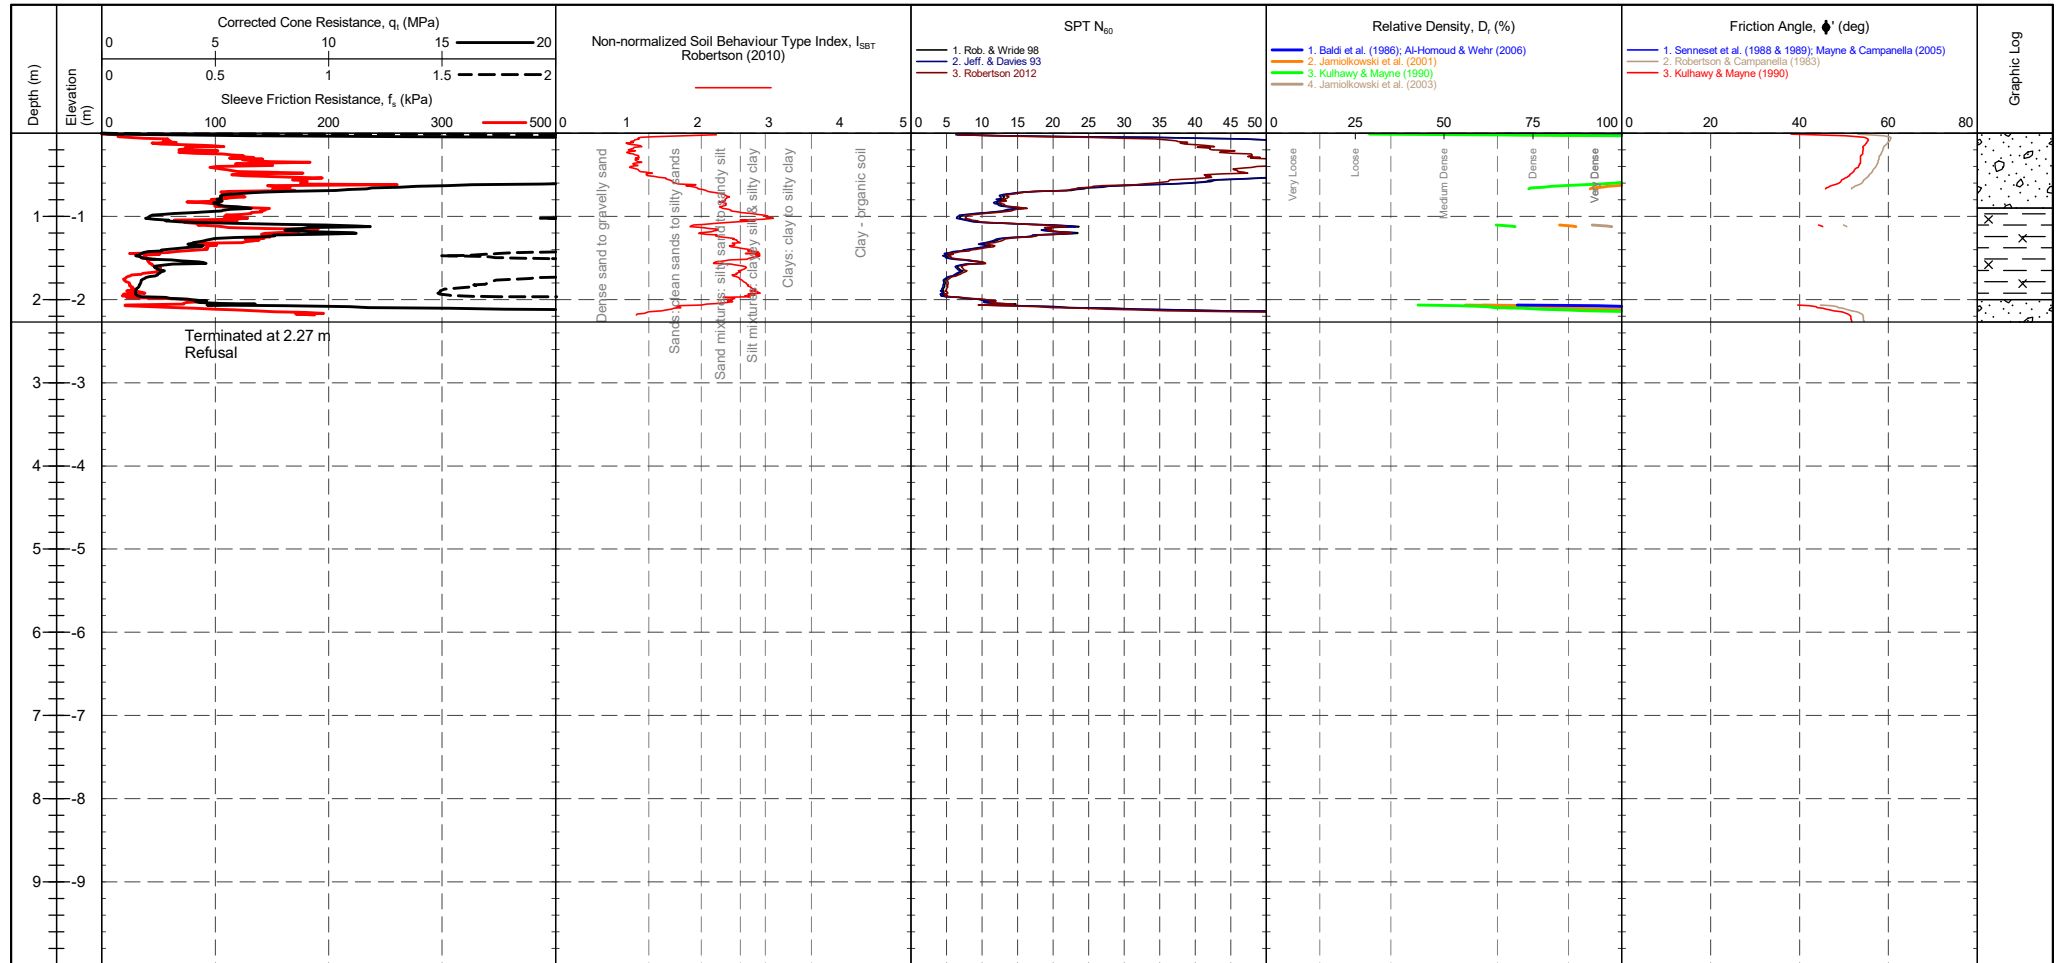 Depth (m)
Elevation (m)
Corrected Cone Resistance, qt (MPa)
0 5 10 15 20
0 0.5 1 1.5 2
Sleeve Friction Resistance, fs (kPa)
100 200 300 500
Non-normalized Soil Behaviour Type Index, ISBT
Robertson (2010)
0 1 2 3 4 5
SPT N60
1. Rob. & Wride 98
2. Jeff. & Davies 93
3. Robertson 2012
0 5 10 15 20 25 30 35 40 45 50
Relative Density, Dr (%)
1. Baldi et al. (1986); Al-Homoud & Wehr (2006)
2. Jamiolkowski et al. (2001)
3. Kulhawy & Mayne (1990)
4. Jamiolkowski et al. (2003)
0 25 50 75 100
Friction Angle, ϕ' (deg)
1. Senneset et al. (1988 & 1989); Mayne & Campanella (2005)
2. Robertson & Campanella (1983)
3. Kulhawy & Mayne (1990)
0 20 40 60 80
Graphic Log
Dense sand to gravelly sand
Sands: clean sands to silty sands
Sand mixtures: silty sand to sandy silt
Silt mixtures: clayey silt & silty clay
Clays: clay to silty clay
Clay - organic soil
Very Loose
Loose
Medium Dense
Dense
Very Dense
1 -1
2 -2
Terminated at 2.27 m
Refusal
3 -3
4 -4
5 -5
6 -6
7 -7
8 -8
9 -9